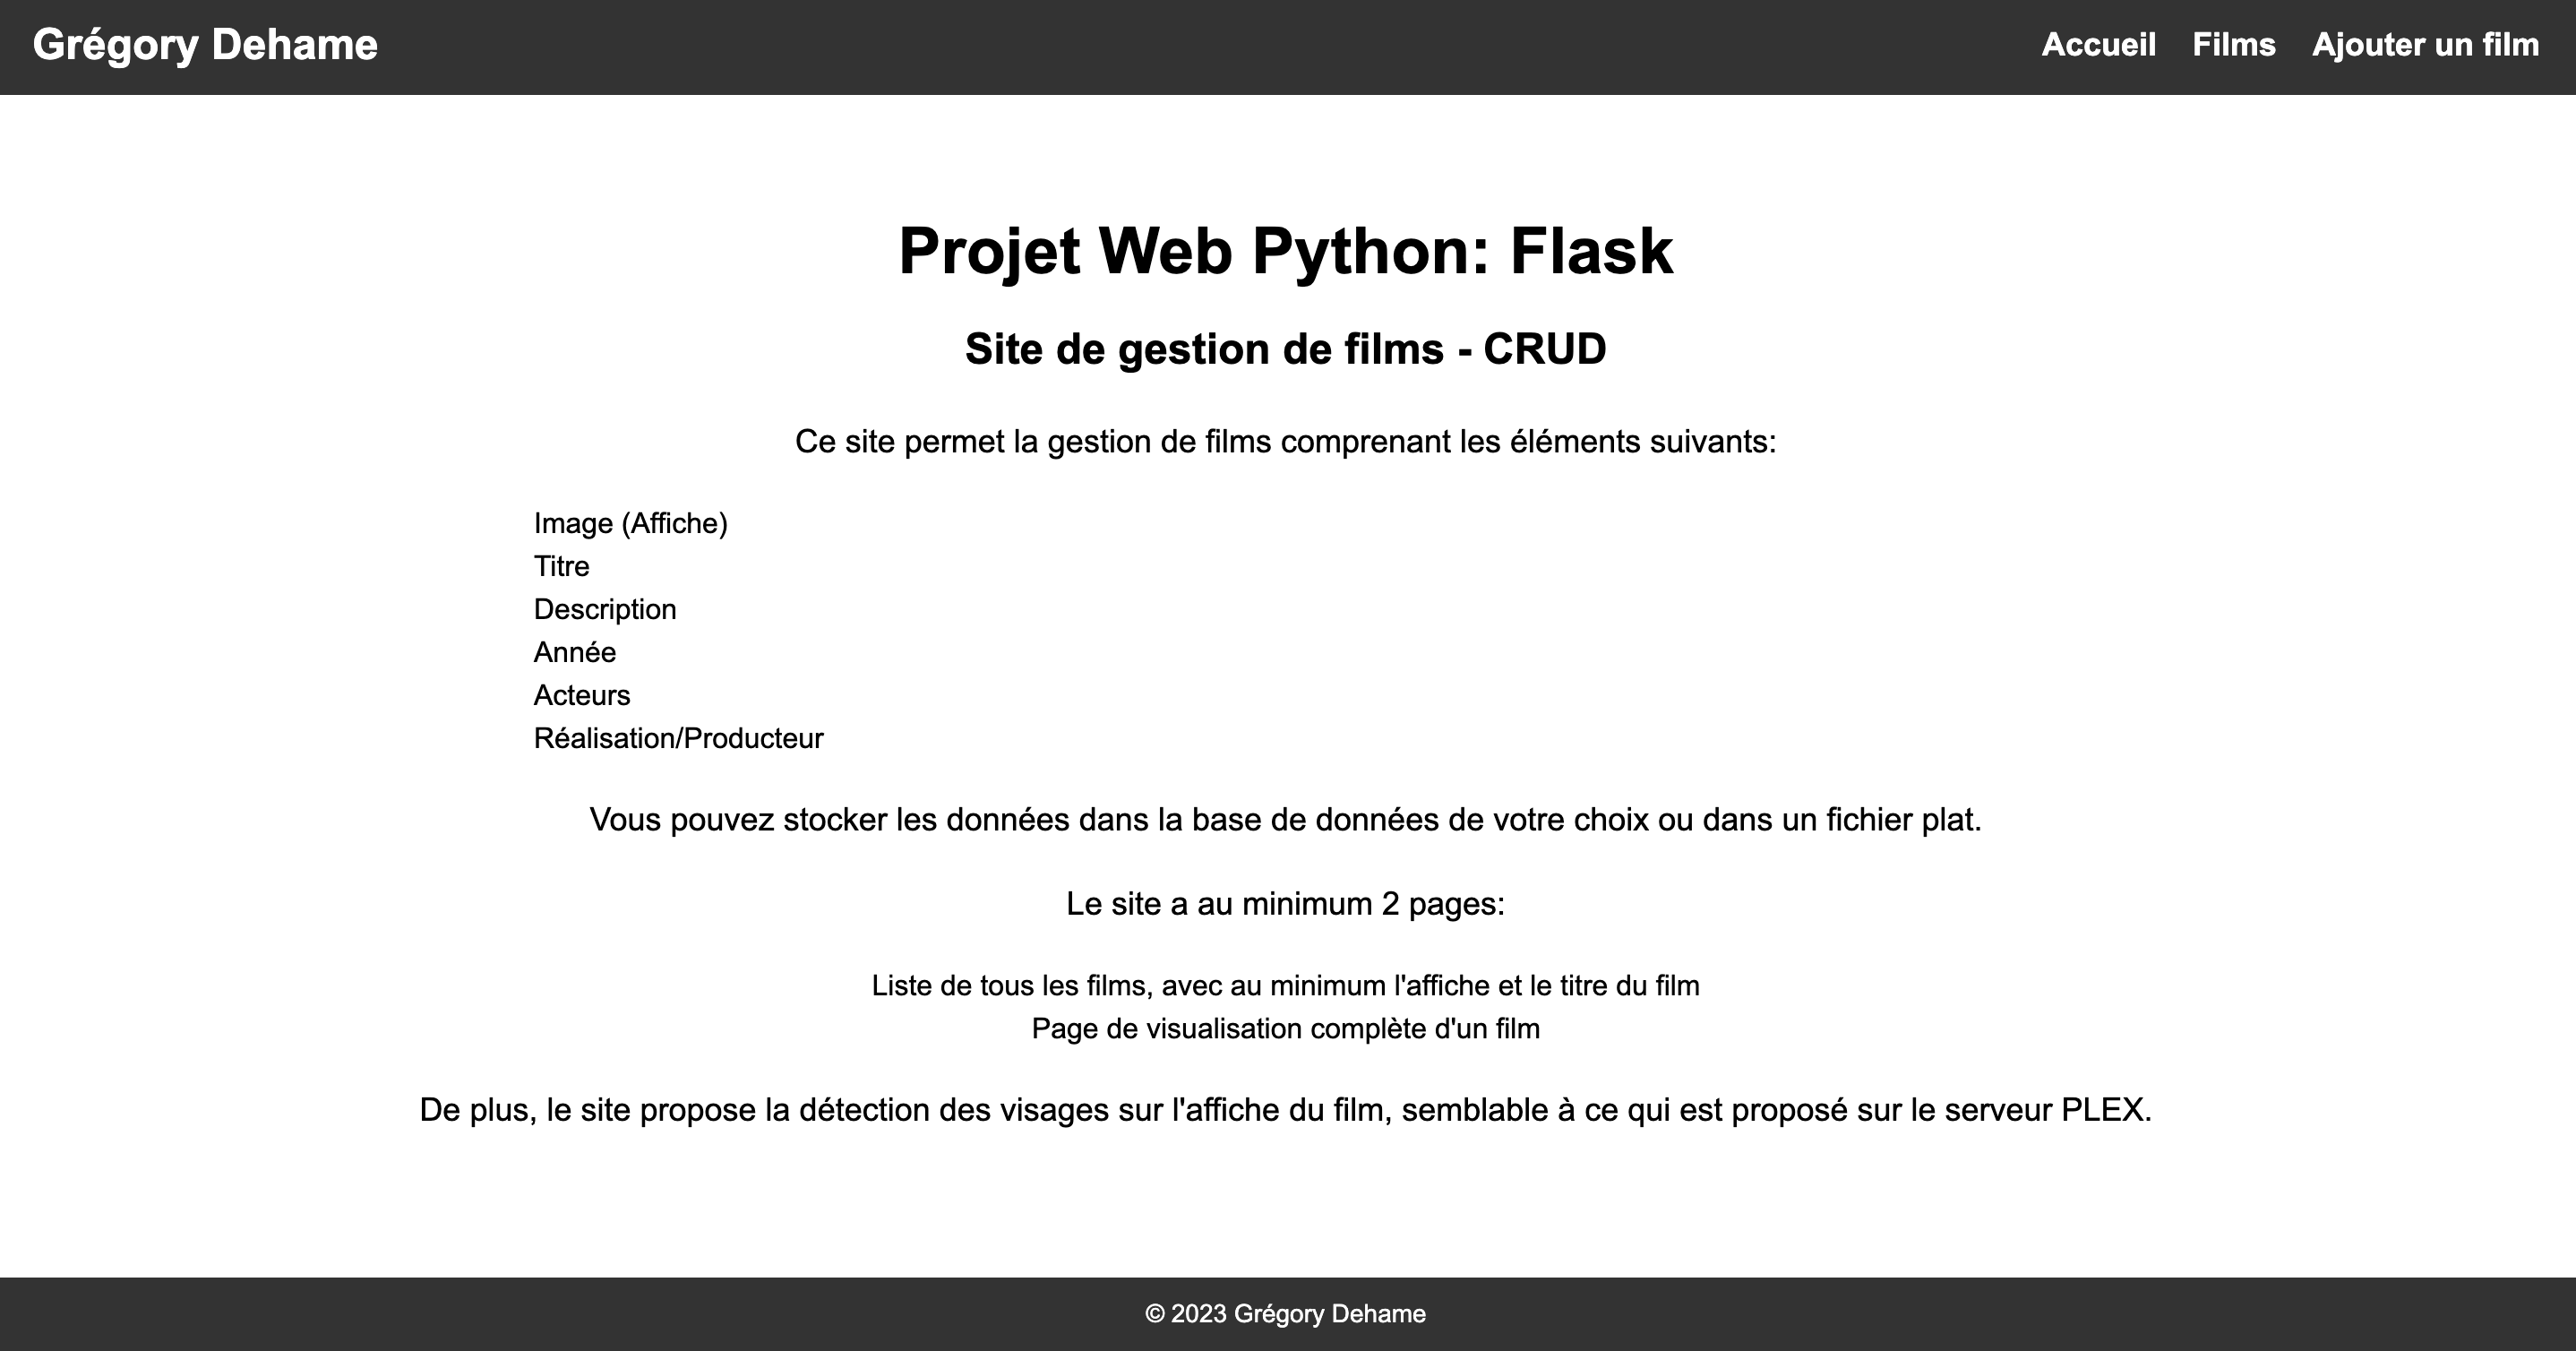 Grégory Dehame
Accueil Films Ajouter un film
Projet Web Python: Flask
Site de gestion de films - CRUD
Ce site permet la gestion de films comprenant les éléments suivants:
Image (Affiche)
Titre
Description
Année
Acteurs
Réalisation/Producteur
Vous pouvez stocker les données dans la base de données de votre choix ou dans un fichier plat.
Le site a au minimum 2 pages:
Liste de tous les films, avec au minimum l'affiche et le titre du film
Page de visualisation complète d'un film
De plus, le site propose la détection des visages sur l'affiche du film, semblable à ce qui est proposé sur le serveur PLEX.
© 2023 Grégory Dehame